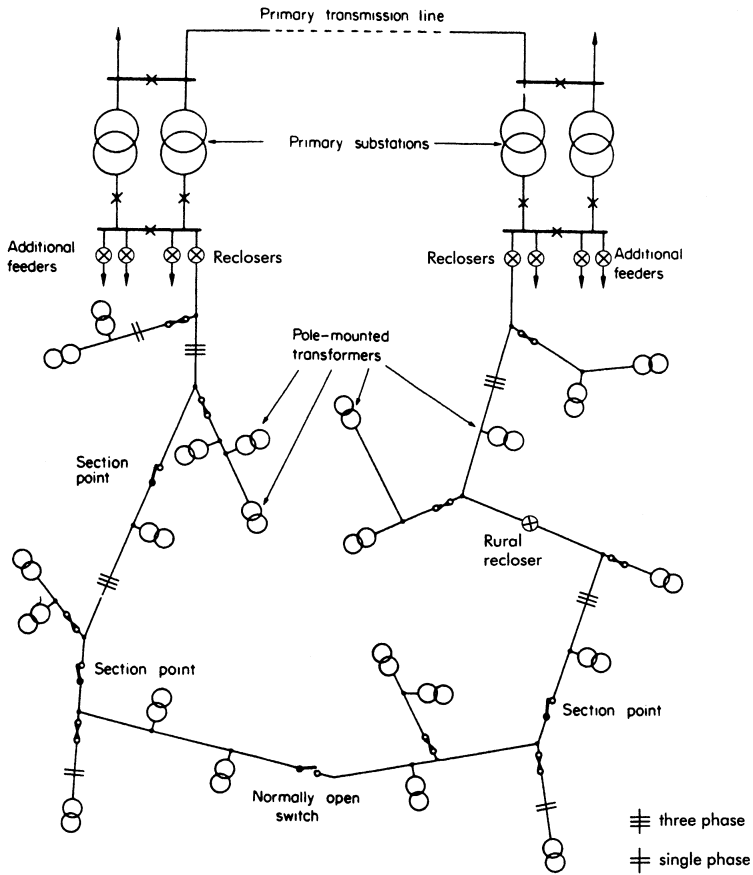 Primary transmission line
Primary substations
Additional
feeders
Reclosers
Reclosers
Additional
feeders
Pole-mounted
transformers
Section
point
Rural
recloser
Section point
Section point
Normally open
switch
three phase
single phase